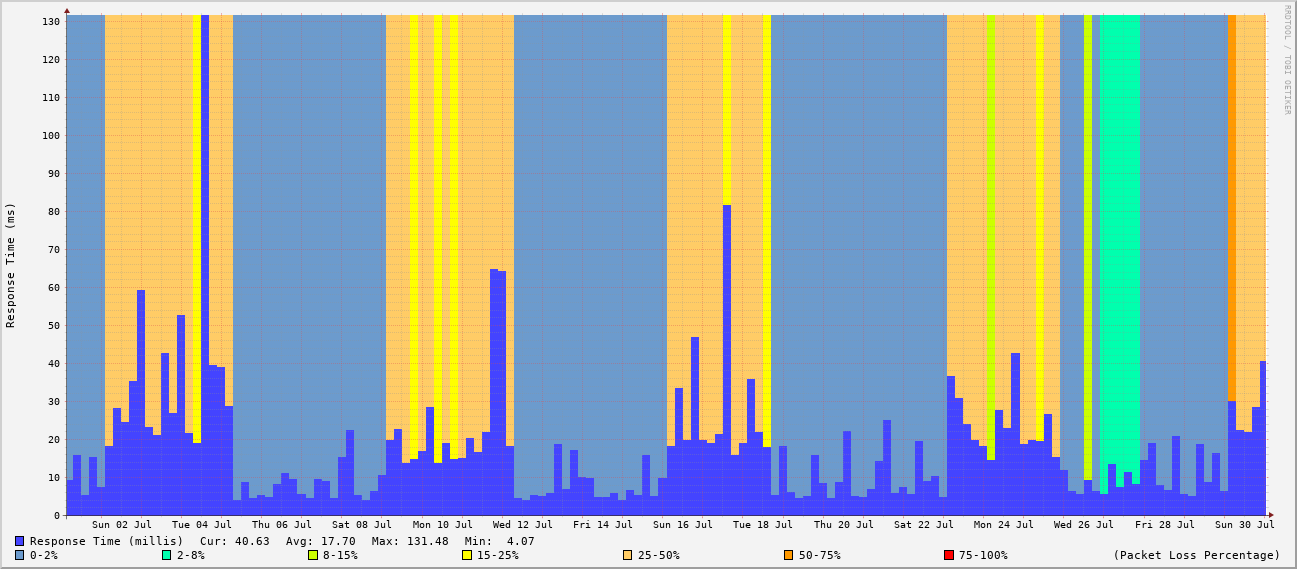 RRDTOOL / TOBI OETIKER
Response Time (ms)
130
120
110
100
90
80
70
60
50
40
30
20
10
0
Sun 02 Jul Tue 04 Jul Thu 06 Jul Sat 08 Jul Mon 10 Jul Wed 12 Jul Fri 14 Jul Sun 16 Jul Tue 18 Jul Thu 20 Jul Sat 22 Jul Mon 24 Jul Wed 26 Jul Fri 28 Jul Sun 30 Jul
Response Time (millis) Cur: 40.63 Avg: 17.70 Max: 131.48 Min: 4.07
0-2% 2-8% 8-15% 15-25% 25-50% 50-75% 75-100% (Packet Loss Percentage)